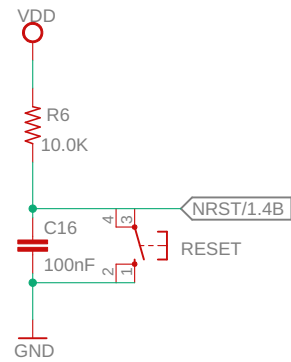 VDD
R6
10.0K
4
3
NRST/1.4B
C16
100nF
RESET
2
1
GND